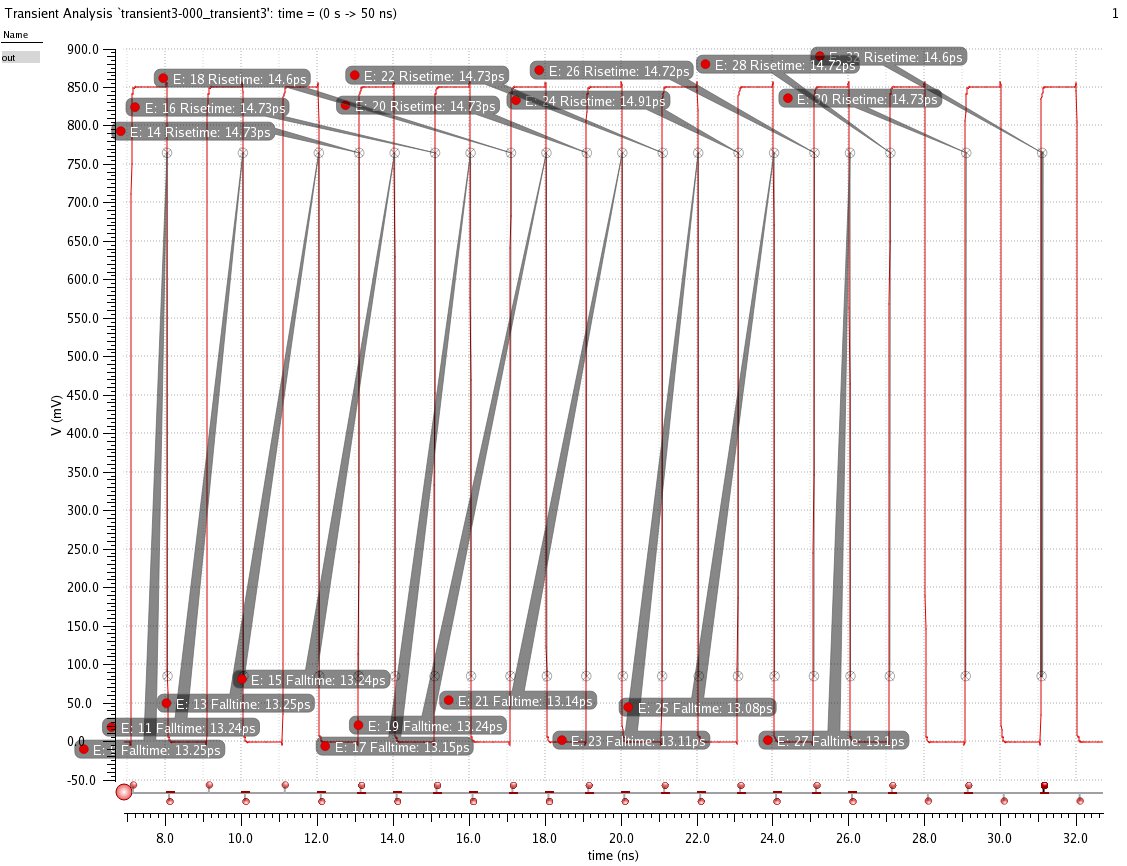 Transient Analysis `transient3-000_transient3': time = (0 s -> 50 ns)
1
Name
out
E: 18 Risetime: 14.6ps
E: 16 Risetime: 14.73ps
E: 14 Risetime: 14.73ps
E: 22 Risetime: 14.73ps
E: 20 Risetime: 14.73ps
E: 26 Risetime: 14.72ps
E: 24 Risetime: 14.91ps
E: 28 Risetime: 14.72ps
Risetime: 14.6ps
E: 30 Risetime: 14.73ps
V (mV)
900.0
850.0
800.0
750.0
700.0
650.0
600.0
550.0
500.0
450.0
400.0
350.0
300.0
250.0
200.0
150.0
100.0
50.0
0.0
-50.0
E: 15 Falltime: 13.24ps
E: 13 Falltime: 13.25ps
E: 11 Falltime: 13.24ps
Falltime: 13.25ps
E: 21 Falltime: 13.14ps
E: 19 Falltime: 13.24ps
E: 17 Falltime: 13.15ps
E: 25 Falltime: 13.08ps
E: 23 Falltime: 13.11ps
E: 27 Falltime: 13.1ps
8.0
10.0
12.0
14.0
16.0
18.0
20.0
22.0
24.0
26.0
28.0
30.0
32.0
time (ns)